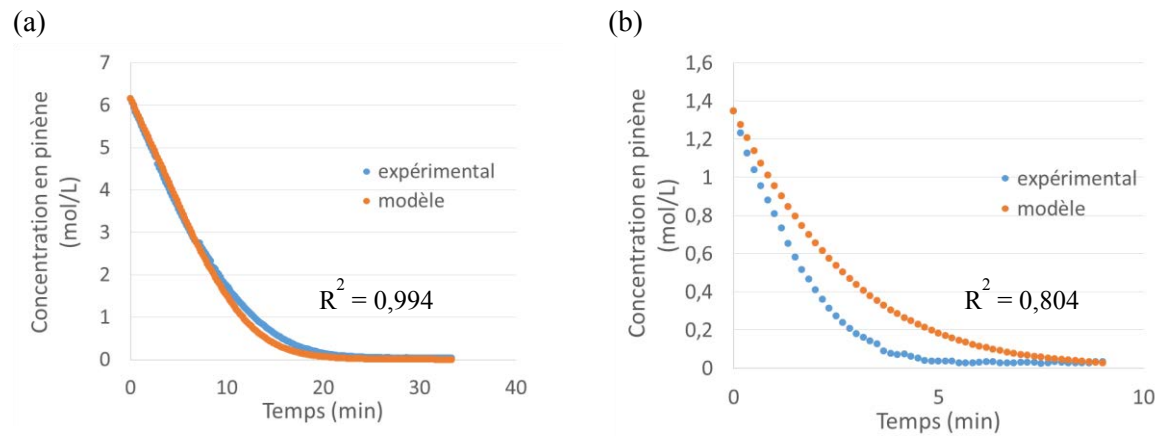 (a)
Concentration en pinène
(mol/L)
7
6
5
4
3
2
1
0
0
10
20
30
40
Temps (min)
expérimental
modèle
R² = 0,994
(b)
Concentration en pinène
(mol/L)
1,6
1,4
1,2
1
0,8
0,6
0,4
0,2
0
0
5
10
Temps (min)
expérimental
modèle
R² = 0,804